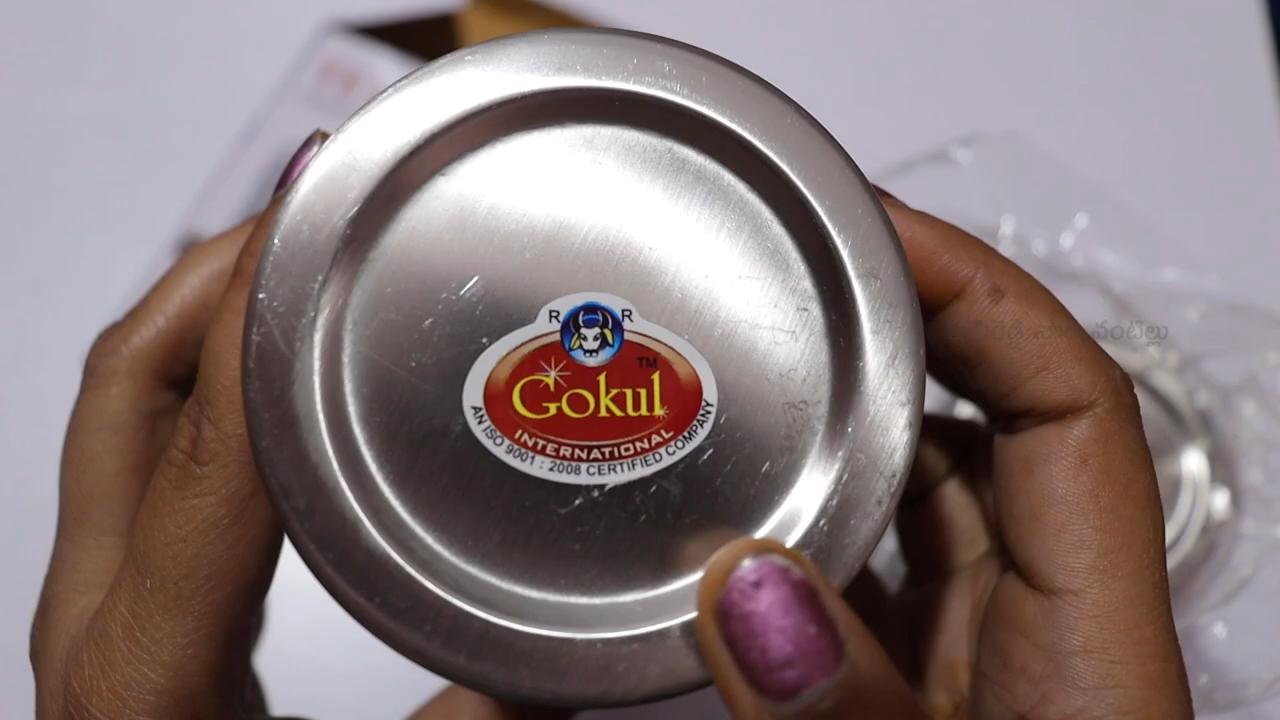 R R
Gokul TM
INTERNATIONAL
AN ISO 9001 : 2008 CERTIFIED COMPANY
వంటిల్లు